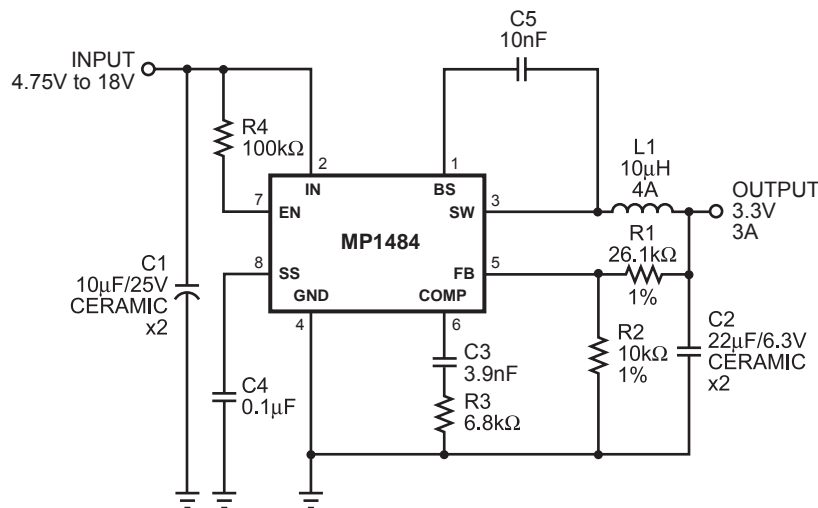 C5
10nF
INPUT
4.75V to 18V
R4
100kΩ
2
1
IN
BS
L1
10µH
4A
OUTPUT
3.3V
3A
7
EN
SW
3
MP1484
R1
26.1kΩ
1%
C1
10µF/25V
CERAMIC
x2
8
SS
FB
5
GND
COMP
4
6
R2
10kΩ
1%
C2
22µF/6.3V
CERAMIC
x2
C3
3.9nF
C4
0.1µF
R3
6.8kΩ